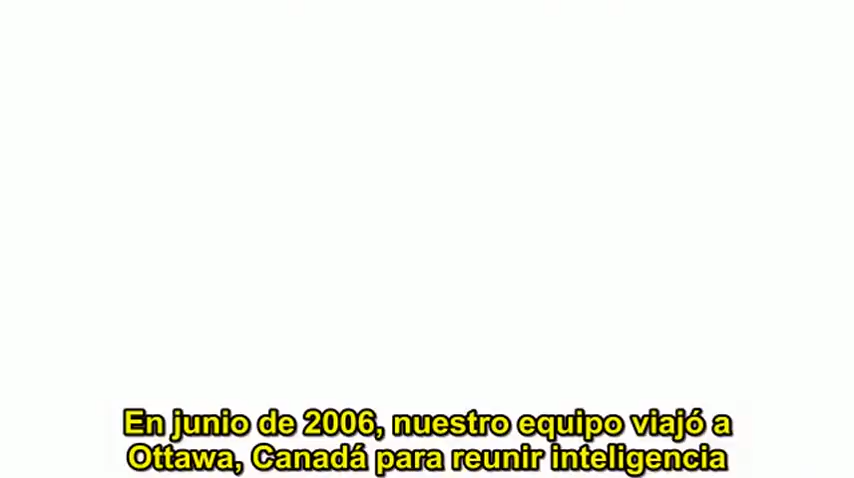 En junio de 2006, nuestro equipo viajó a
Ottawa, Canadá para reunir inteligencia